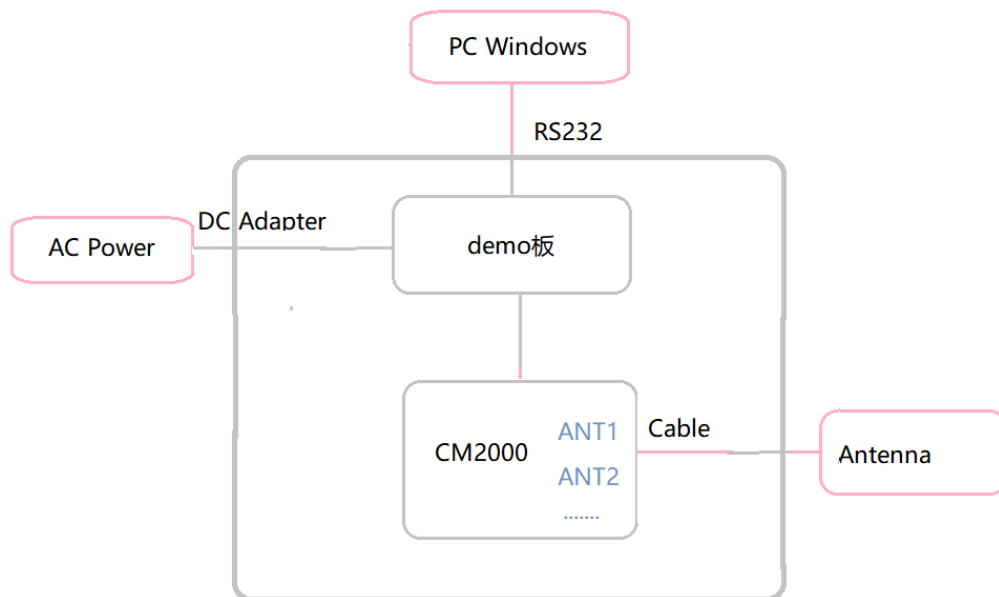 PC Windows
RS232
DC Adapter
AC Power
demo板
ANT1
Cable
CM2000
Antenna
ANT2
.......